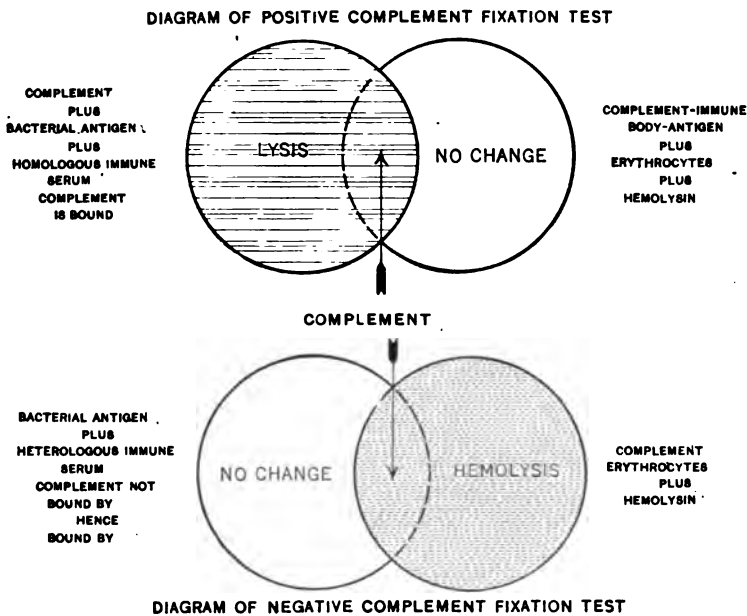 DIAGRAM OF POSITIVE COMPLEMENT FIXATION TEST
COMPLEMENT
PLUS
BACTERIAL ANTIGEN
PLUS
HOMOLOGOUS IMMUNE
SERUM
COMPLEMENT
IS BOUND
LYSIS
NO CHANGE
COMPLEMENT-IMMUNE
BODY-ANTIGEN
PLUS
ERYTHROCYTES
PLUS
HEMOLYSIN
COMPLEMENT
BACTERIAL ANTIGEN
PLUS
HETEROLOGOUS IMMUNE
SERUM
COMPLEMENT NOT
BOUND BY
HENCE
BOUND BY
NO CHANGE
HEMOLYSIS
COMPLEMENT
ERYTHROCYTES
PLUS
HEMOLYSIN
DIAGRAM OF NEGATIVE COMPLEMENT FIXATION TEST